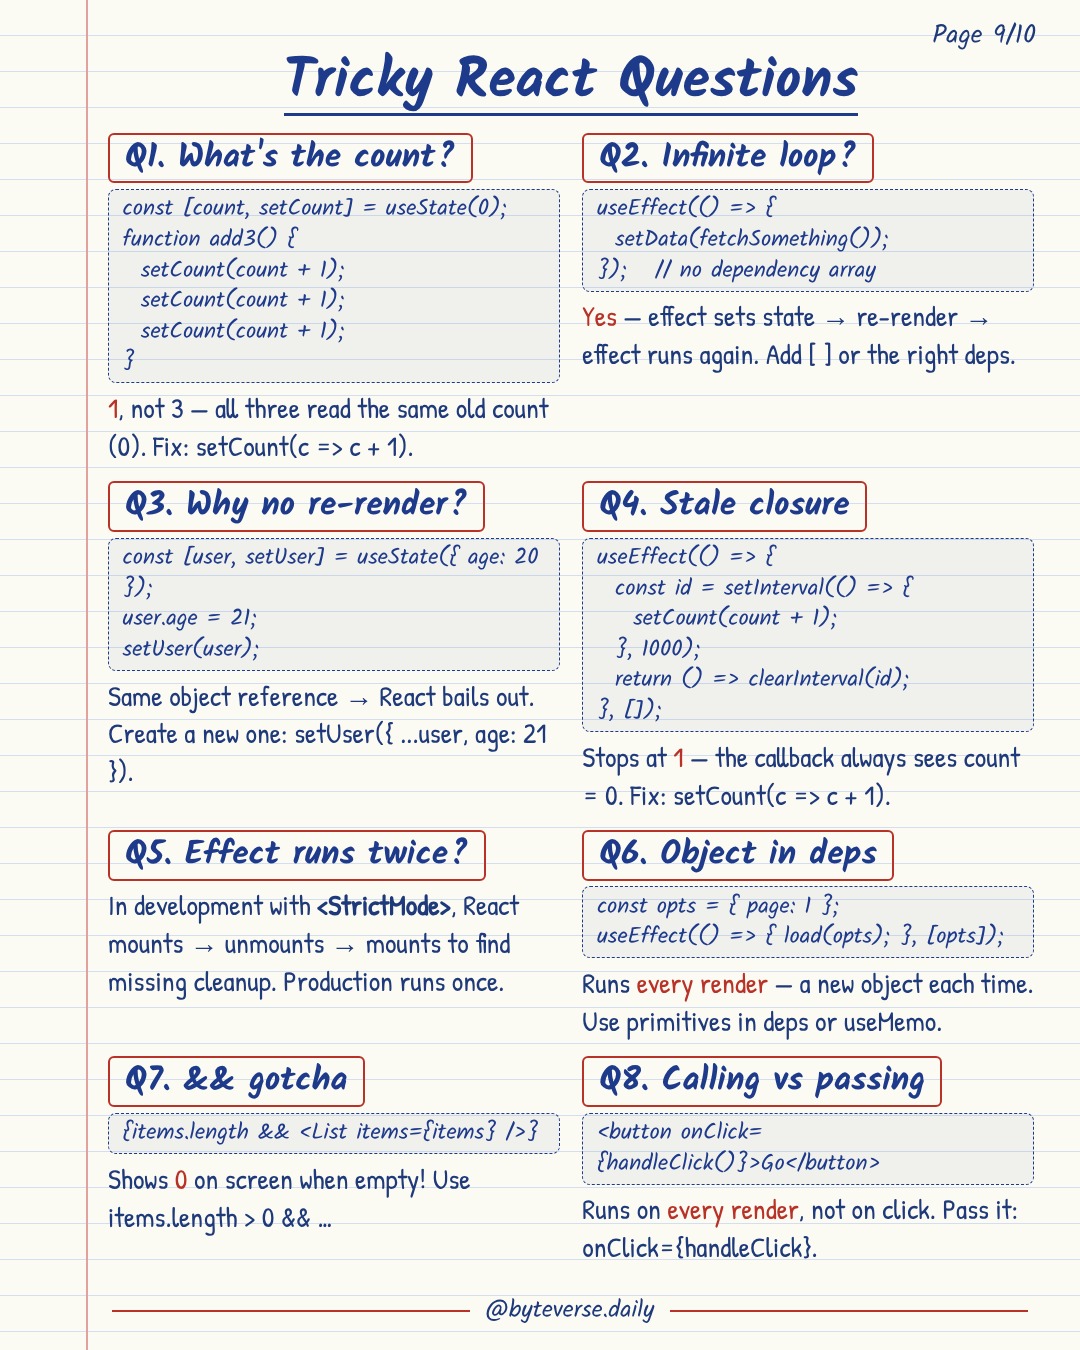 Page 9/10
Tricky React Questions
Q1. What's the count?
const [count, setCount] = useState(0);
function add3() {
  setCount(count + 1);
  setCount(count + 1);
  setCount(count + 1);
}
1, not 3 — all three read the same old count
(0). Fix: setCount(c => c + 1).
Q2. Infinite loop?
useEffect(() => {
  setData(fetchSomething());
});   // no dependency array
Yes — effect sets state → re-render →
effect runs again. Add [ ] or the right deps.
Q3. Why no re-render?
const [user, setUser] = useState({ age: 20
});
user.age = 21;
setUser(user);
Same object reference → React bails out.
Create a new one: setUser({ ...user, age: 21
}).
Q4. Stale closure
useEffect(() => {
  const id = setInterval(() => {
    setCount(count + 1);
  }, 1000);
  return () => clearInterval(id);
}, []);
Stops at 1 — the callback always sees count
= 0. Fix: setCount(c => c + 1).
Q5. Effect runs twice?
In development with <StrictMode>, React
mounts → unmounts → mounts to find
missing cleanup. Production runs once.
Q6. Object in deps
const opts = { page: 1 };
useEffect(() => { load(opts); }, [opts]);
Runs every render — a new object each time.
Use primitives in deps or useMemo.
Q7. && gotcha
{items.length && <List items={items} />}
Shows 0 on screen when empty! Use
items.length > 0 && ...
Q8. Calling vs passing
<button onClick=
{handleClick()}>Go</button>
Runs on every render, not on click. Pass it:
onClick={handleClick}.
@byteverse.daily